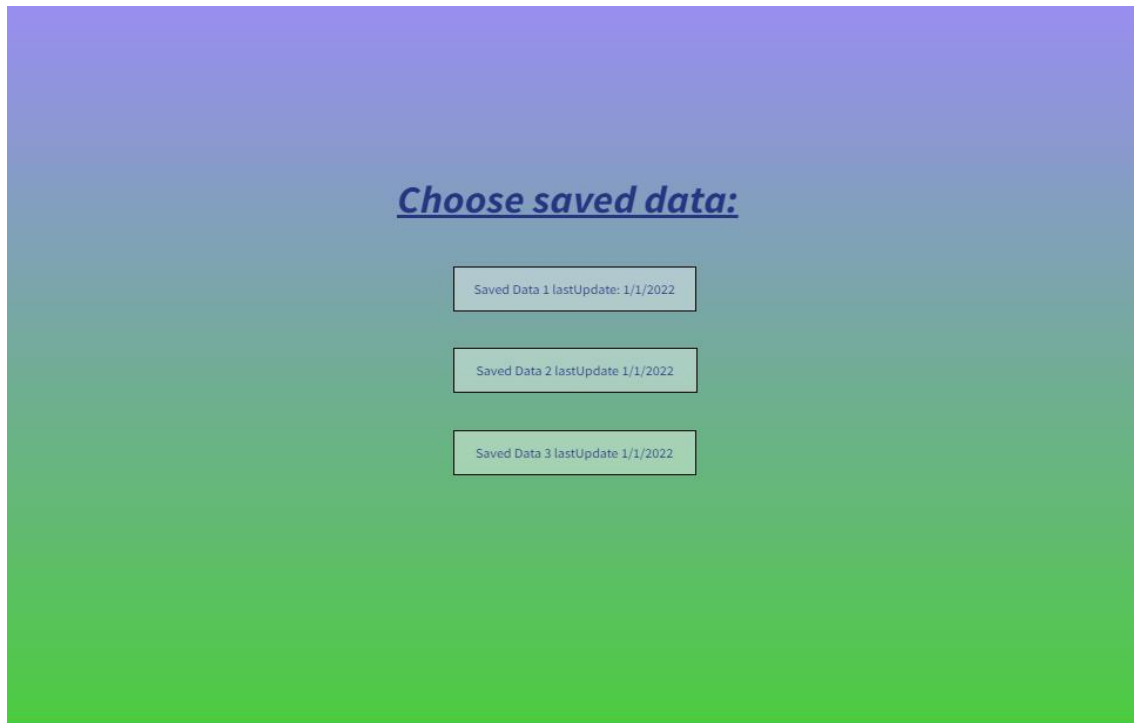 Choose saved data:
Saved Data 1 lastUpdate: 1/1/2022
Saved Data 2 lastUpdate 1/1/2022
Saved Data 3 lastUpdate 1/1/2022